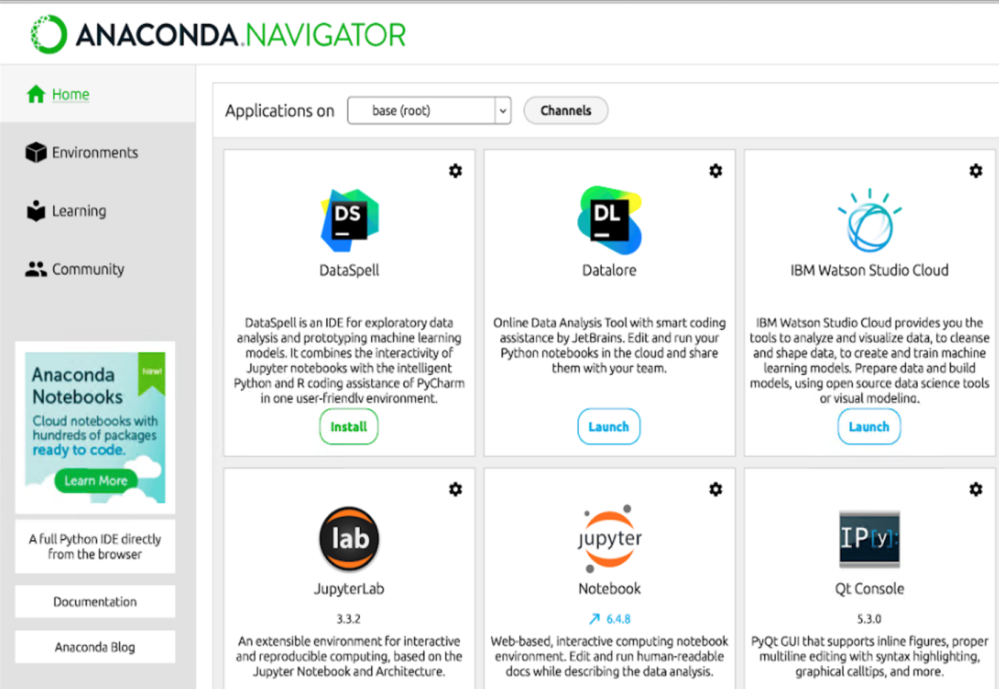 ANACONDA.NAVIGATOR
Home
Environments
Learning
Community
New!
Anaconda
Notebooks
Cloud notebooks with
hundreds of packages
ready to code.
Learn More
A full Python IDE directly
from the browser
Documentation
Anaconda Blog
Applications on base (root) Channels
DS
DataSpell
DataSpell is an IDE for exploratory data
analysis and prototyping machine learning
models. It combines the interactivity of
Jupyter notebooks with the intelligent
Python and R coding assistance of PyCharm
in one user-friendly environment.
Install
DL
Datalore
Online Data Analysis Tool with smart coding
assistance by JetBrains. Edit and run your
Python notebooks in the cloud and share
them with your team.
Launch
IBM Watson Studio Cloud
IBM Watson Studio Cloud provides you the
tools to analyze and visualize data, to cleanse
and shape data, to create and train machine
learning models. Prepare data and build
models, using open source data science tools
or visual modeling.
Launch
lab
JupyterLab
3.3.2
An extensible environment for interactive
and reproducible computing, based on the
Jupyter Notebook and Architecture.
jupyter
Notebook
6.4.8
Web-based, interactive computing notebook
environment. Edit and run human-readable
docs while describing the data analysis.
IP[y]:
Qt Console
5.3.0
PyQt GUI that supports inline figures, proper
multiline editing with syntax highlighting,
graphical calltips, and more.